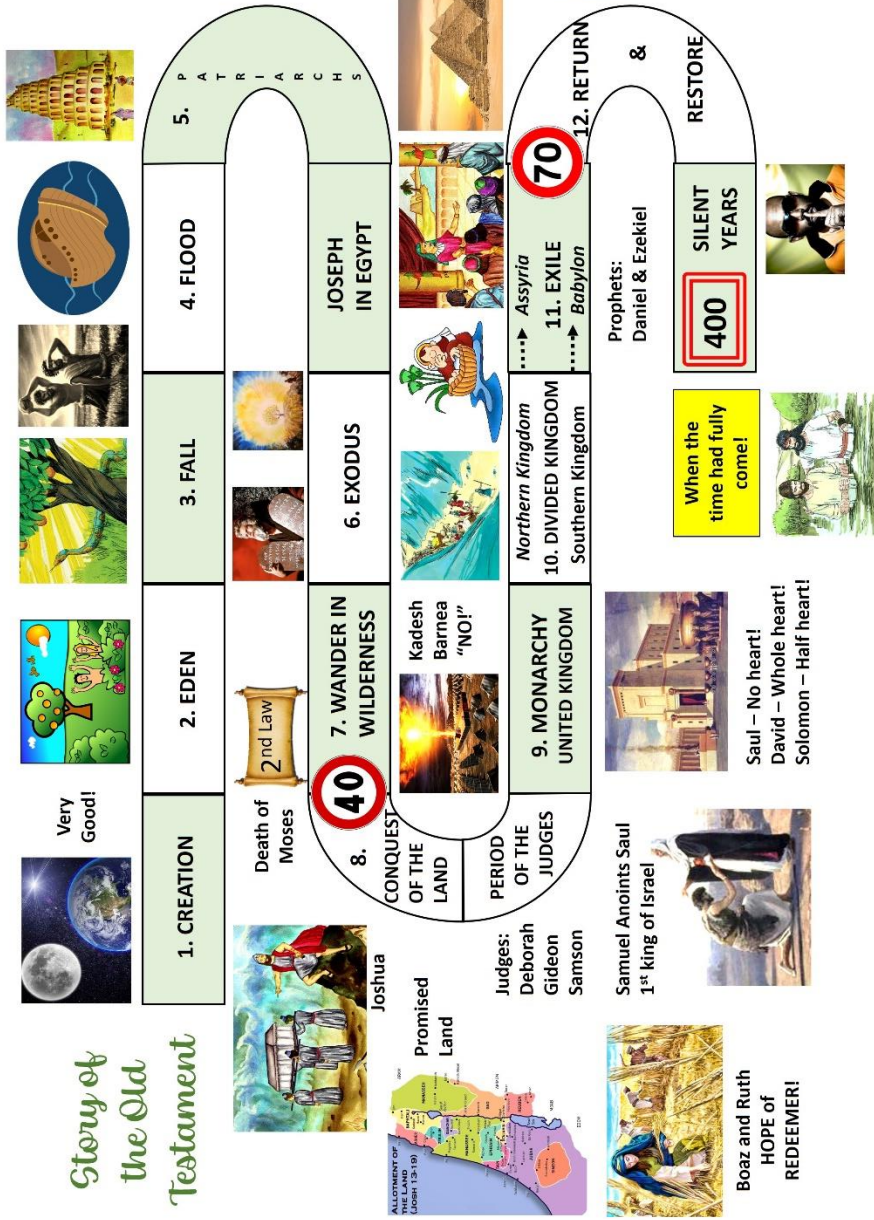 Story of
the Old
Testament
Very
Good!
1. CREATION
2. EDEN
3. FALL
4. FLOOD
5.
PATRIARCHS
JOSEPH
IN EGYPT
6. EXODUS
7. WANDER IN
WILDERNESS
40
2nd Law
Death of
Moses
8.
CONQUEST
OF THE
LAND
Joshua
Promised
Land
ALLOTMENT OF
THE LAND
(JOSH 13-19)
PERIOD
OF THE
JUDGES
Judges:
Deborah
Gideon
Samson
Boaz and Ruth
HOPE of
REDEEMER!
Samuel Anoints Saul
1st king of Israel
Kadesh
Barnea
“NO!”
9. MONARCHY
UNITED KINGDOM
Saul – No heart!
David – Whole heart!
Solomon – Half heart!
Northern Kingdom
10. DIVIDED KINGDOM
Southern Kingdom
Assyria
11. EXILE
Babylon
70
Prophets:
Daniel & Ezekiel
12. RETURN
&
RESTORE
400
SILENT
YEARS
When the
time had fully
come!